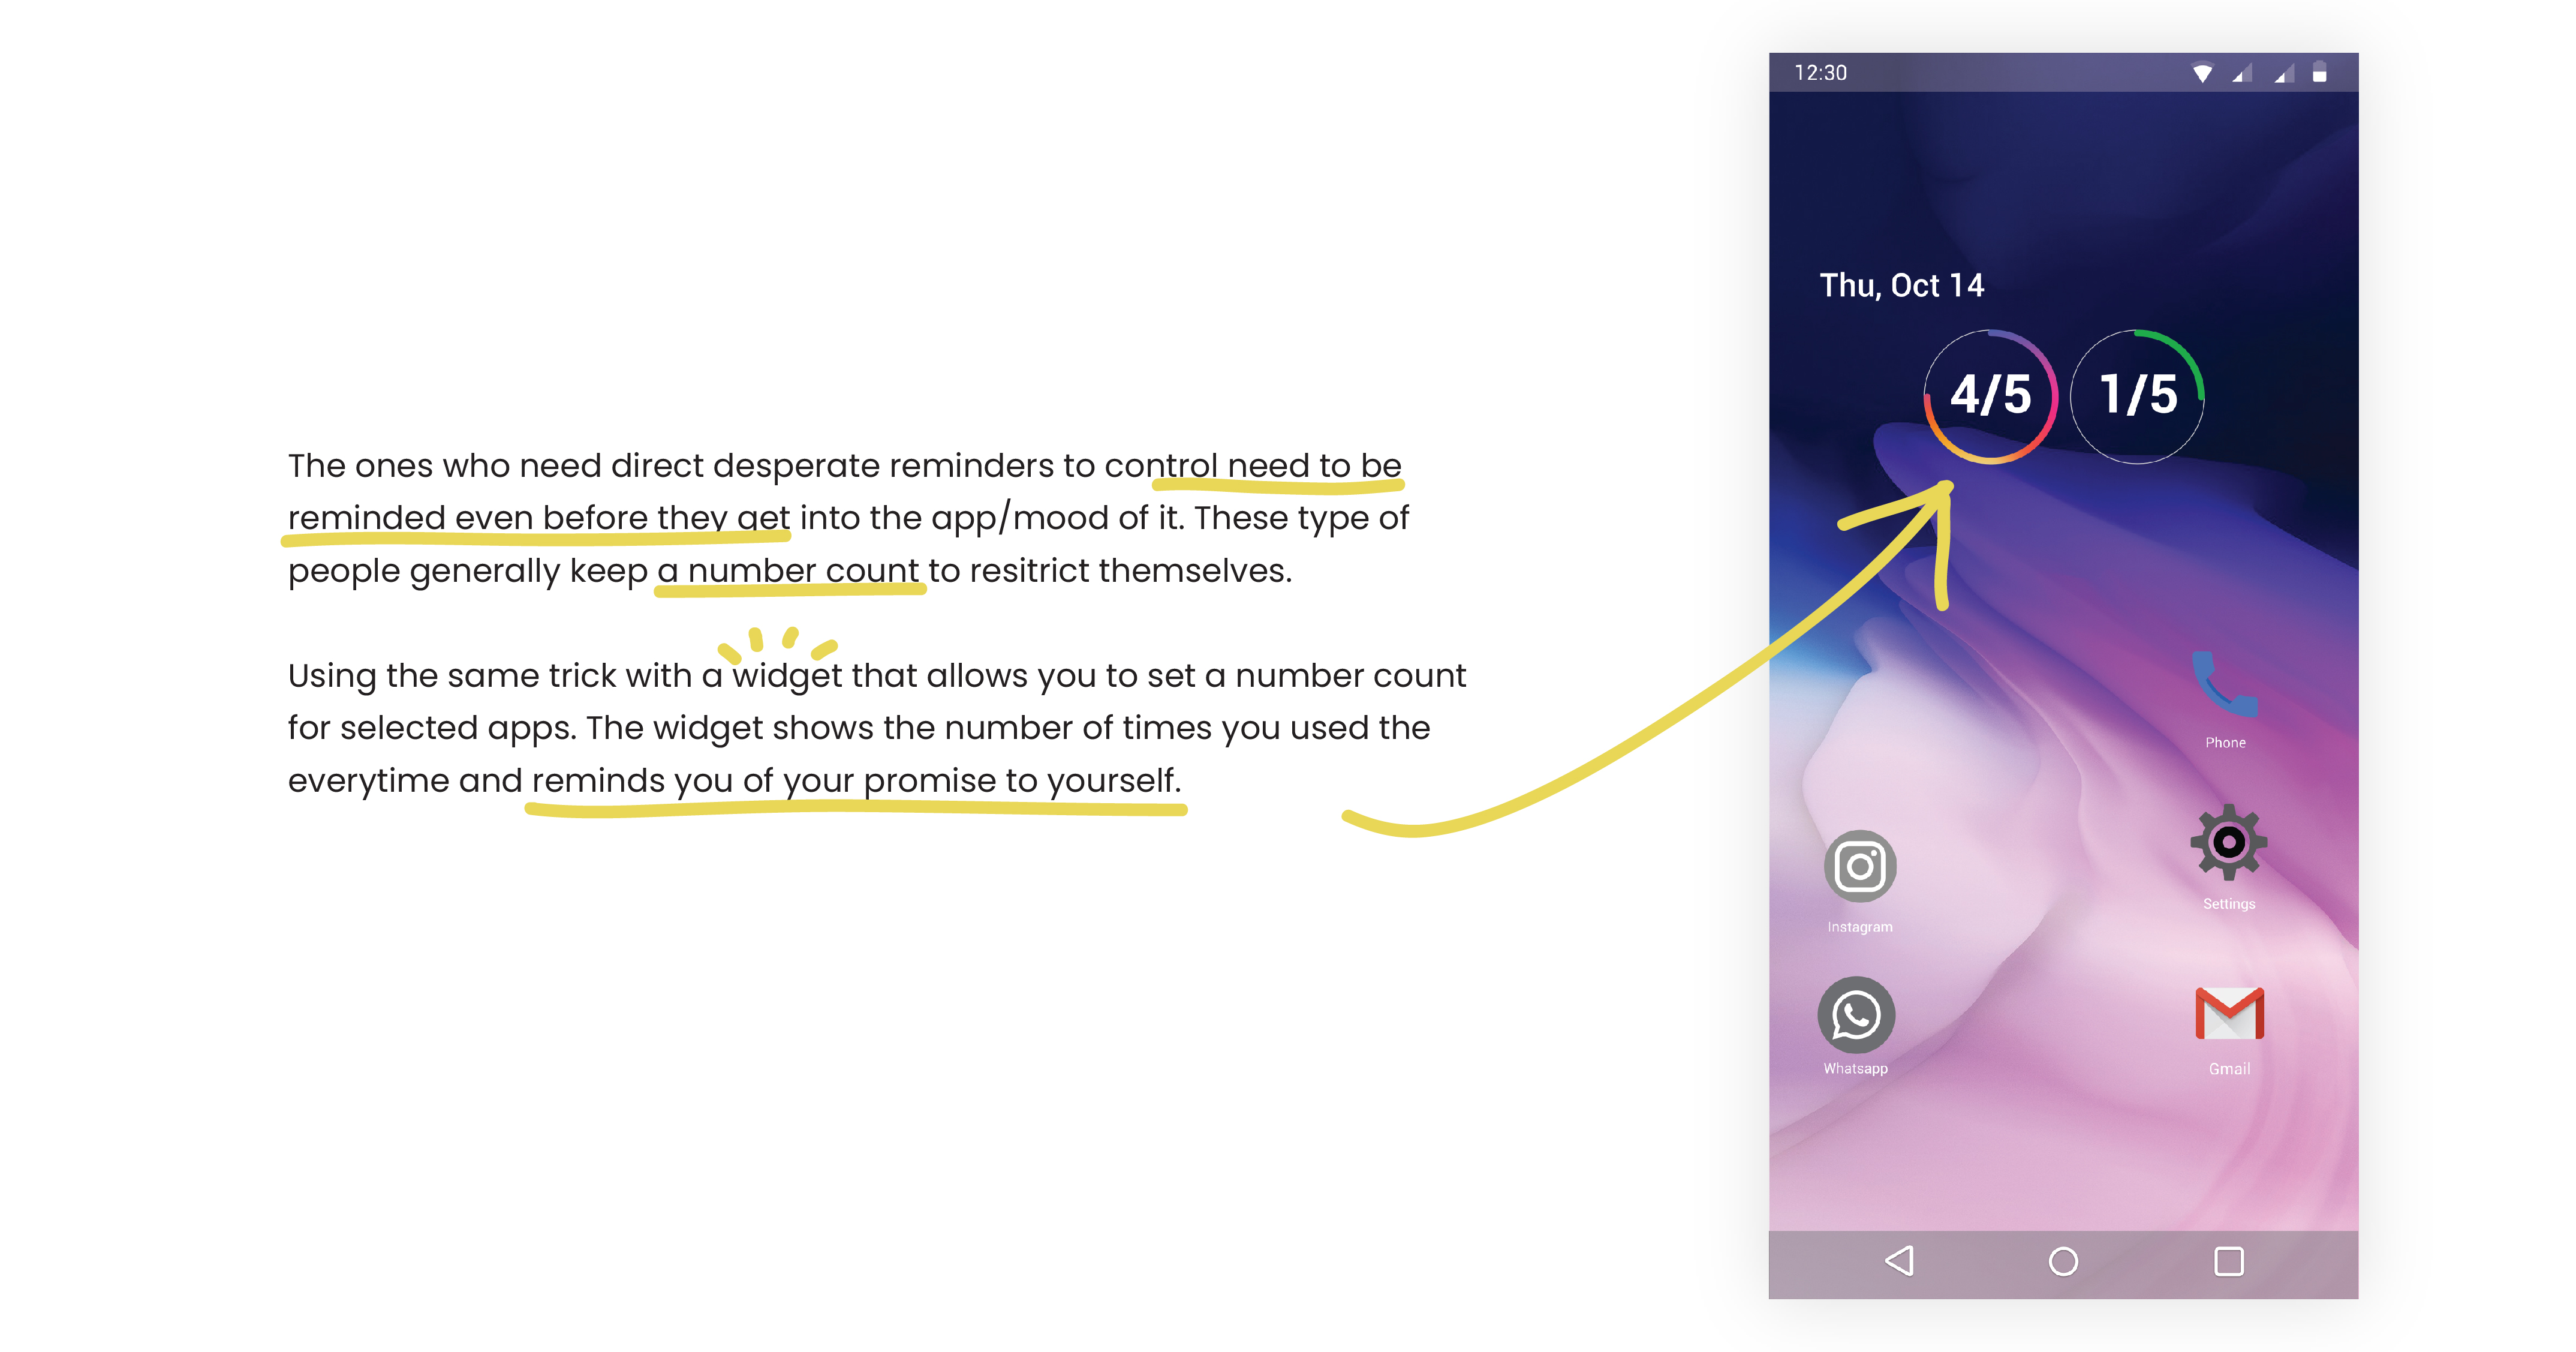 The ones who need direct desperate reminders to control need to be
reminded even before they get into the app/mood of it. These type of
people generally keep a number count to resitrict themselves.
Using the same trick with a widget that allows you to set a number count
for selected apps. The widget shows the number of times you used the
everytime and reminds you of your promise to yourself.
12:30
Thu, Oct 14
4/5 1/5
Phone
Settings
Instagram
Whatsapp
Gmail